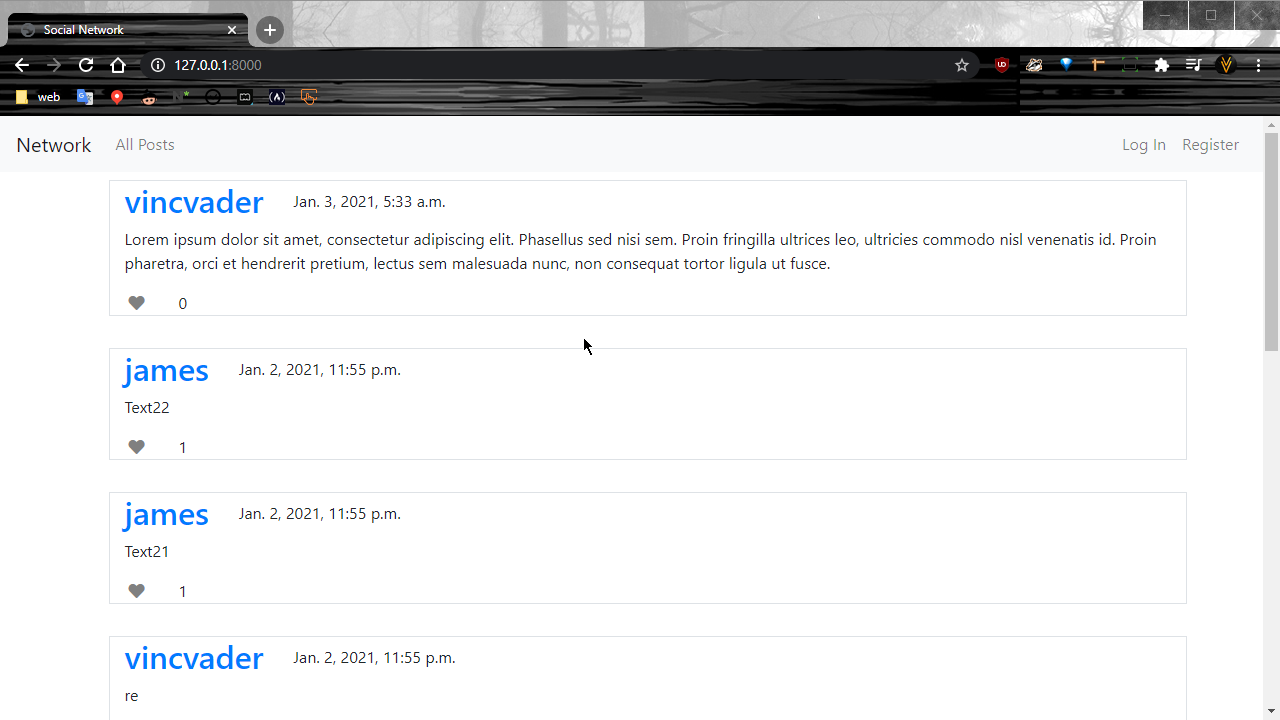 Social Network
127.0.0.1:8000
web
Network All Posts Log In Register
vincvader Jan. 3, 2021, 5:33 a.m.
Lorem ipsum dolor sit amet, consectetur adipiscing elit. Phasellus sed nisi sem. Proin fringilla ultrices leo, ultricies commodo nisl venenatis id. Proin
pharetra, orci et hendrerit pretium, lectus sem malesuada nunc, non consequat tortor ligula ut fusce.
0
james Jan. 2, 2021, 11:55 p.m.
Text22
1
james Jan. 2, 2021, 11:55 p.m.
Text21
1
vincvader Jan. 2, 2021, 11:55 p.m.
re